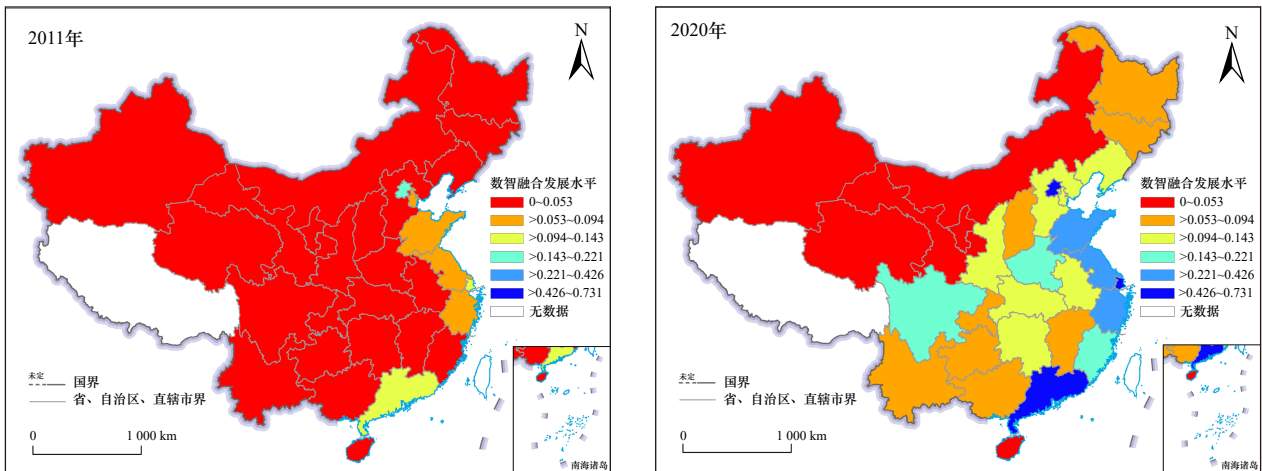 2011年
N
数智融合发展水平
0~0.053
>0.053~0.094
>0.094~0.143
>0.143~0.221
>0.221~0.426
>0.426~0.731
无数据
未定
国界
省、自治区、直辖市界
0
1 000 km
南海诸岛
2020年
N
数智融合发展水平
0~0.053
>0.053~0.094
>0.094~0.143
>0.143~0.221
>0.221~0.426
>0.426~0.731
无数据
未定
国界
省、自治区、直辖市界
0
1 000 km
南海诸岛